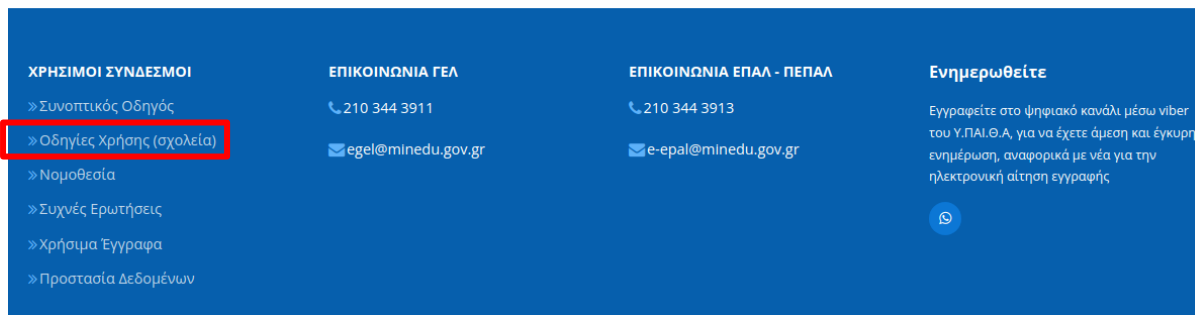 ΧΡΗΣΙΜΟΙ ΣΥΝΔΕΣΜΟΙ
»Συνοπτικός Οδηγός
»Οδηγίες Χρήσης (σχολεία)
»Νομοθεσία
»Συχνές Ερωτήσεις
»Χρήσιμα Έγγραφα
»Προστασία Δεδομένων
ΕΠΙΚΟΙΝΩΝΙΑ ΓΕΛ
210 344 3911
egel@minedu.gov.gr
ΕΠΙΚΟΙΝΩΝΙΑ ΕΠΑΛ - ΠΕΠΑΛ
210 344 3913
e-epal@minedu.gov.gr
Ενημερωθείτε
Εγγραφείτε στο ψηφιακό κανάλι μέσω viber
του Υ.ΠΑΙ.Θ.Α, για να έχετε άμεση και έγκυρη
ενημέρωση, αναφορικά με νέα για την
ηλεκτρονική αίτηση εγγραφής